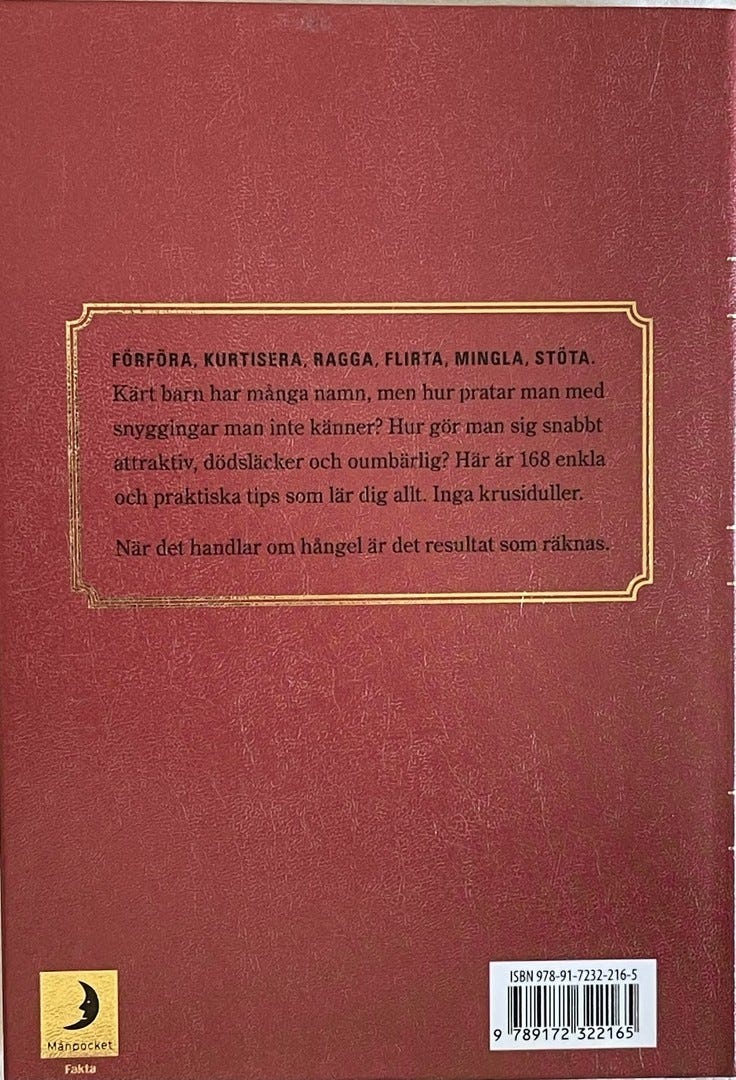 FÖRFÖRA, KURTISERA, RAGGA, FLIRTA, MINGLA, STÖTA.
Kärt barn har många namn, men hur pratar man med
snyggingar man inte känner? Hur gör man sig snabbt
attraktiv, dödsläcker och oumbärlig? Här är 168 enkla
och praktiska tips som lär dig allt. Inga krusiduller.
När det handlar om hångel är det resultat som räknas.
ISBN 978-91-7232-216-5
9 789172 322165
Månpocket
Fakta